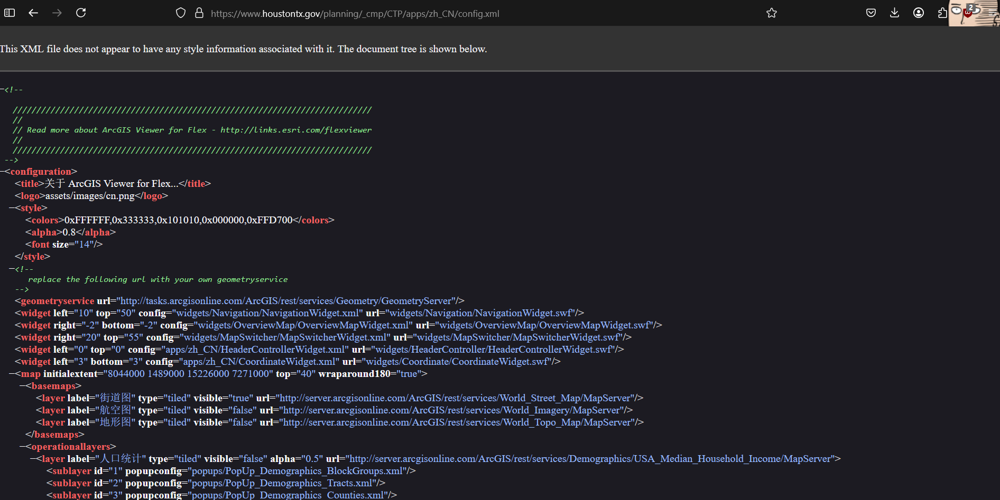 https://www.houstontx.gov/planning/_cmp/CTP/apps/zh_CN/config.xml
2
This XML file does not appear to have any style information associated with it. The document tree is shown below.
−<!--
////////////////////////////////////////////////////////////////////////////
//
// Read more about ArcGIS Viewer for Flex - http://links.esri.com/flexviewer
//
////////////////////////////////////////////////////////////////////////////
-->
−<configuration>
<title>关于 ArcGIS Viewer for Flex...</title>
<logo>assets/images/cn.png</logo>
−<style>
<colors>0xFFFFFF,0x333333,0x101010,0x000000,0xFFD700</colors>
<alpha>0.8</alpha>
<font size="14"/>
</style>
−<!--
replace the following url with your own geometryservice
-->
<geometryservice url="http://tasks.arcgisonline.com/ArcGIS/rest/services/Geometry/GeometryServer"/>
<widget left="10" top="50" config="widgets/Navigation/NavigationWidget.xml" url="widgets/Navigation/NavigationWidget.swf"/>
<widget right="-2" bottom="-2" config="widgets/OverviewMap/OverviewMapWidget.xml" url="widgets/OverviewMap/OverviewMapWidget.swf"/>
<widget right="20" top="55" config="widgets/MapSwitcher/MapSwitcherWidget.xml" url="widgets/MapSwitcher/MapSwitcherWidget.swf"/>
<widget left="0" top="0" config="apps/zh_CN/HeaderControllerWidget.xml" url="widgets/HeaderController/HeaderControllerWidget.swf"/>
<widget left="3" bottom="3" config="apps/zh_CN/CoordinateWidget.xml" url="widgets/Coordinate/CoordinateWidget.swf"/>
−<map initialextent="8044000 1489000 15226000 7271000" top="40" wraparound180="true">
−<basemaps>
<layer label="街道图" type="tiled" visible="true" url="http://server.arcgisonline.com/ArcGIS/rest/services/World_Street_Map/MapServer"/>
<layer label="航空图" type="tiled" visible="false" url="http://server.arcgisonline.com/ArcGIS/rest/services/World_Imagery/MapServer"/>
<layer label="地形图" type="tiled" visible="false" url="http://server.arcgisonline.com/ArcGIS/rest/services/World_Topo_Map/MapServer"/>
</basemaps>
−<operationallayers>
−<layer label="人口统计" type="tiled" visible="false" alpha="0.5" url="http://server.arcgisonline.com/ArcGIS/rest/services/Demographics/USA_Median_Household_Income/MapServer">
<sublayer id="1" popupconfig="popups/PopUp_Demographics_BlockGroups.xml"/>
<sublayer id="2" popupconfig="popups/PopUp_Demographics_Tracts.xml"/>
<sublayer id="3" popupconfig="popups/PopUp_Demographics_Counties.xml"/>